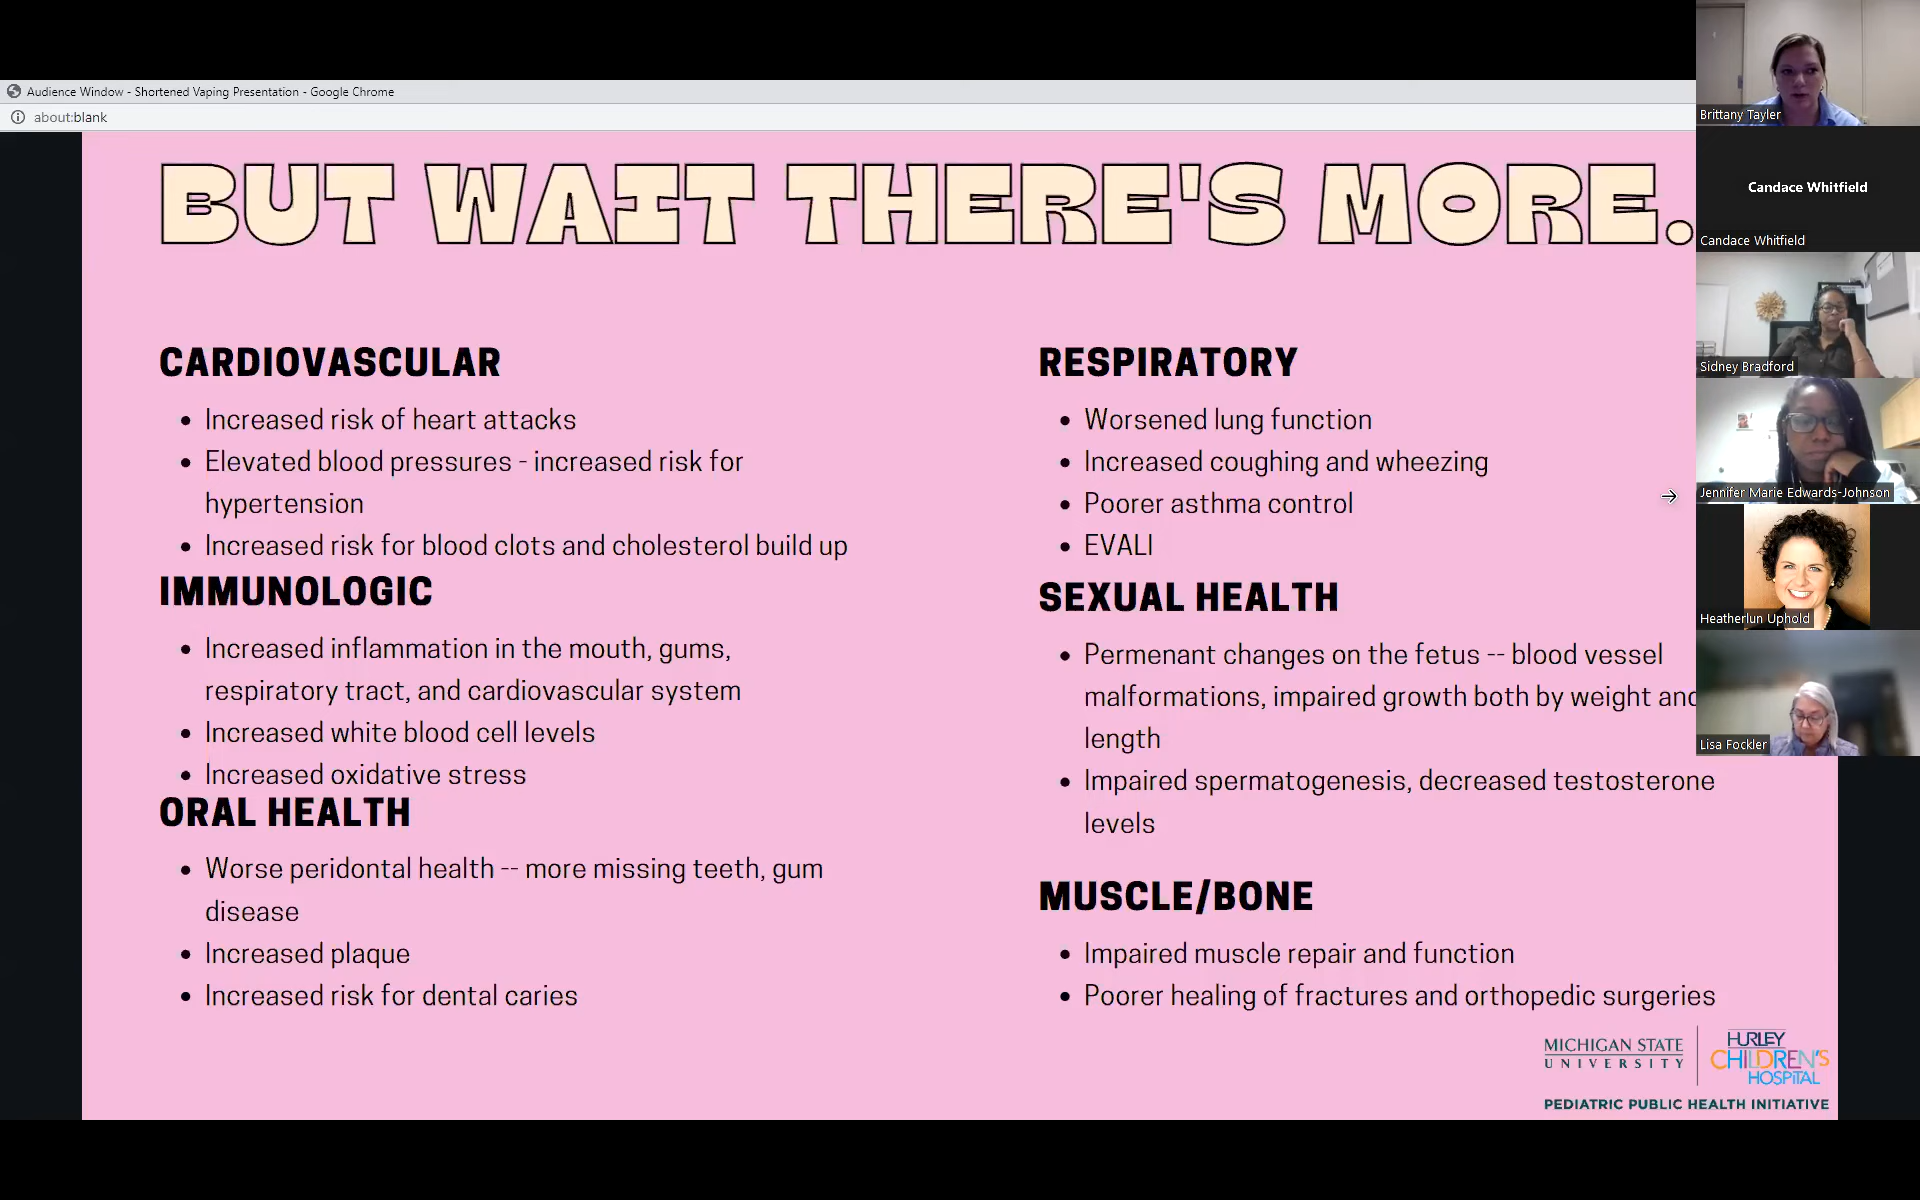 Audience Window - Shortened Vaping Presentation - Google Chrome
about:blank
BUT WAIT THERE'S MORE.
CARDIOVASCULAR
Increased risk of heart attacks
Elevated blood pressures - increased risk for
hypertension
Increased risk for blood clots and cholesterol build up
IMMUNOLOGIC
Increased inflammation in the mouth, gums,
respiratory tract, and cardiovascular system
Increased white blood cell levels
Increased oxidative stress
ORAL HEALTH
Worse peridontal health -- more missing teeth, gum
disease
Increased plaque
Increased risk for dental caries
RESPIRATORY
Worsened lung function
Increased coughing and wheezing
Poorer asthma control
EVALI
SEXUAL HEALTH
Permenant changes on the fetus -- blood vessel
malformations, impaired growth both by weight and
length
Impaired spermatogenesis, decreased testosterone
levels
MUSCLE/BONE
Impaired muscle repair and function
Poorer healing of fractures and orthopedic surgeries
MICHIGAN STATE
UNIVERSITY
HURLEY
CHILDREN'S
HOSPITAL
PEDIATRIC PUBLIC HEALTH INITIATIVE
Brittany Tayler
Candace Whitfield
Candace Whitfield
Sidney Bradford
Jennifer Marie Edwards-Johnson
Heatherlun Uphold
Lisa Fockler